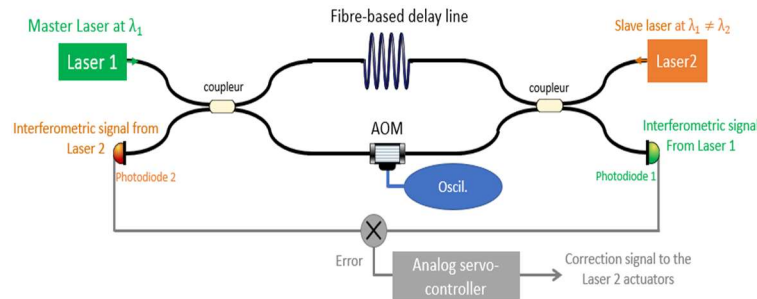 Fibre-based delay line
Master Laser at λ1
Slave laser at λ1 ≠ λ2
Laser 1
Laser2
coupleur
coupleur
Interferometric signal from
Laser 2
AOM
Interferometric signal
From Laser 1
Photodiode 2
Photodiode 1
Oscil.
X
Error
Analog servo-
controller
Correction signal to the
Laser 2 actuators